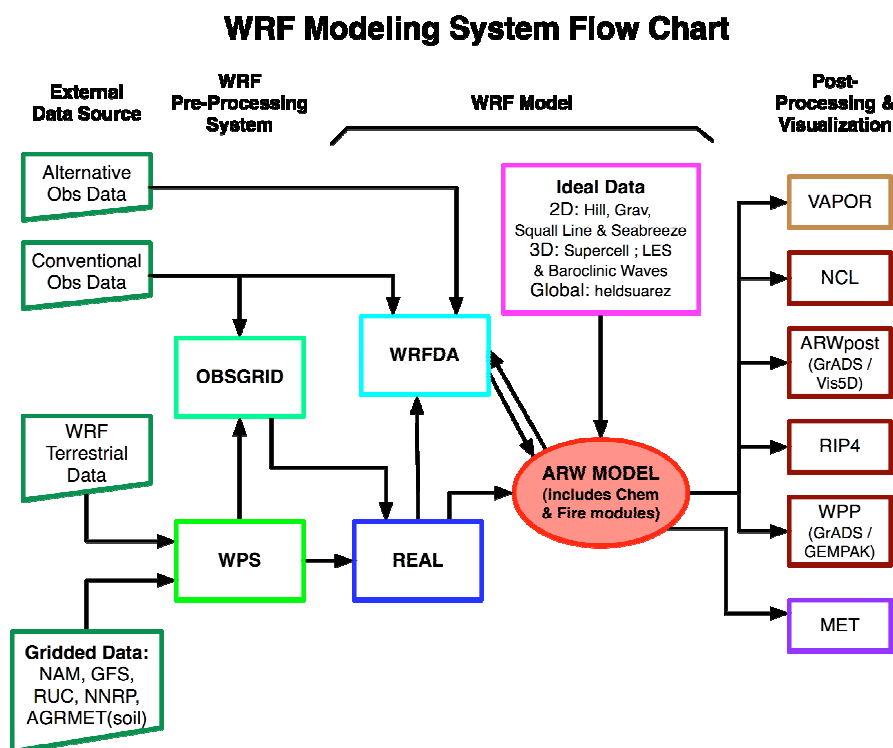 WRF Modeling System Flow Chart
External
Data Source
WRF
Pre-Processing
System
WRF Model
Post-
Processing &
Visualization
Alternative
Obs Data
Conventional
Obs Data
WRF
Terrestrial
Data
Gridded Data:
NAM, GFS,
RUC, NNRP,
AGRMET(soil)
OBSGRID
WPS
WRFDA
REAL
Ideal Data
2D: Hill, Grav,
Squall Line & Seabreeze
3D: Supercell ; LES
& Baroclinic Waves
Global: heldsuarez
ARW MODEL
(includes Chem
& Fire modules)
VAPOR
NCL
ARWpost
(GrADS /
Vis5D)
RIP4
WPP
(GrADS /
GEMPAK)
MET